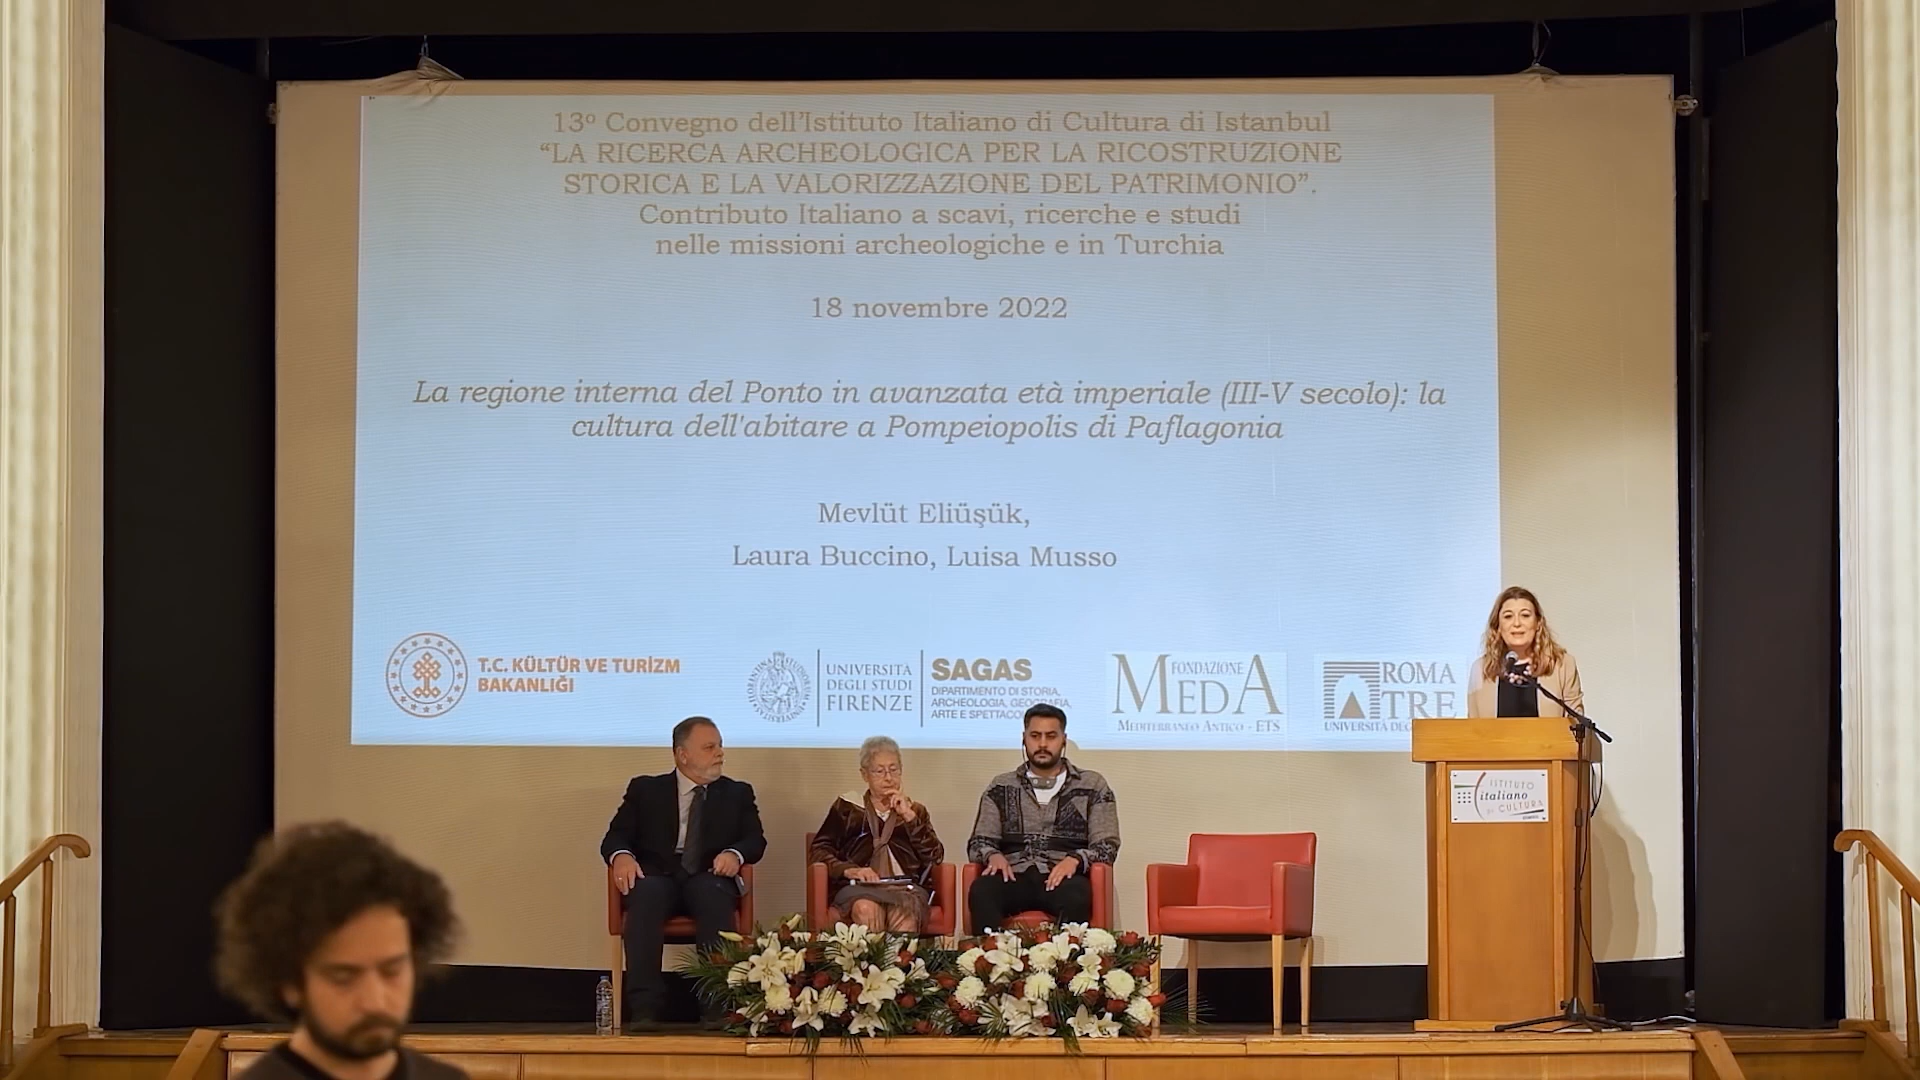 13º Convegno dell'Istituto Italiano di Cultura di Istanbul
“LA RICERCA ARCHEOLOGICA PER LA RICOSTRUZIONE
STORICA E LA VALORIZZAZIONE DEL PATRIMONIO”.
Contributo Italiano a scavi, ricerche e studi
nelle missioni archeologiche e in Turchia
18 novembre 2022
La regione interna del Ponto in avanzata età imperiale (III-V secolo): la
cultura dell'abitare a Pompeiopolis di Paflagonia
Mevlüt Eliüşük,
Laura Buccino, Luisa Musso
T.C. KÜLTÜR VE TURİZM
BAKANLIĞI
UNIVERSITÀ
DEGLI STUDI
FIRENZE
SAGAS
DIPARTIMENTO DI STORIA,
ARCHEOLOGIA, GEOGRAFIA,
ARTE E SPETTACO
FONDAZIONE
MEDA
MEDITERRANEO ANTICO - ETS
ROMA
TRE
UNIVERSITÀ DEG
ISTITUTO
italiano
DI CULTURA